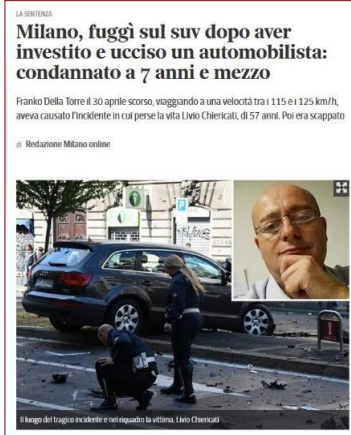 LA SENTENZA
Milano, fuggì sul suv dopo aver
investito e ucciso un automobilista:
condannato a 7 anni e mezzo
Franko Della Torre il 30 aprile scorso, viaggiando a una velocità tra i 115 e i 125 km/h,
aveva causato l'incidente in cui perse la vita Livio Chiericati, di 57 anni. Poi era scappato
di Redazione Milano online
P
Il luogo del tragico incidente e nel riquadro la vittima, Livio Chiericati